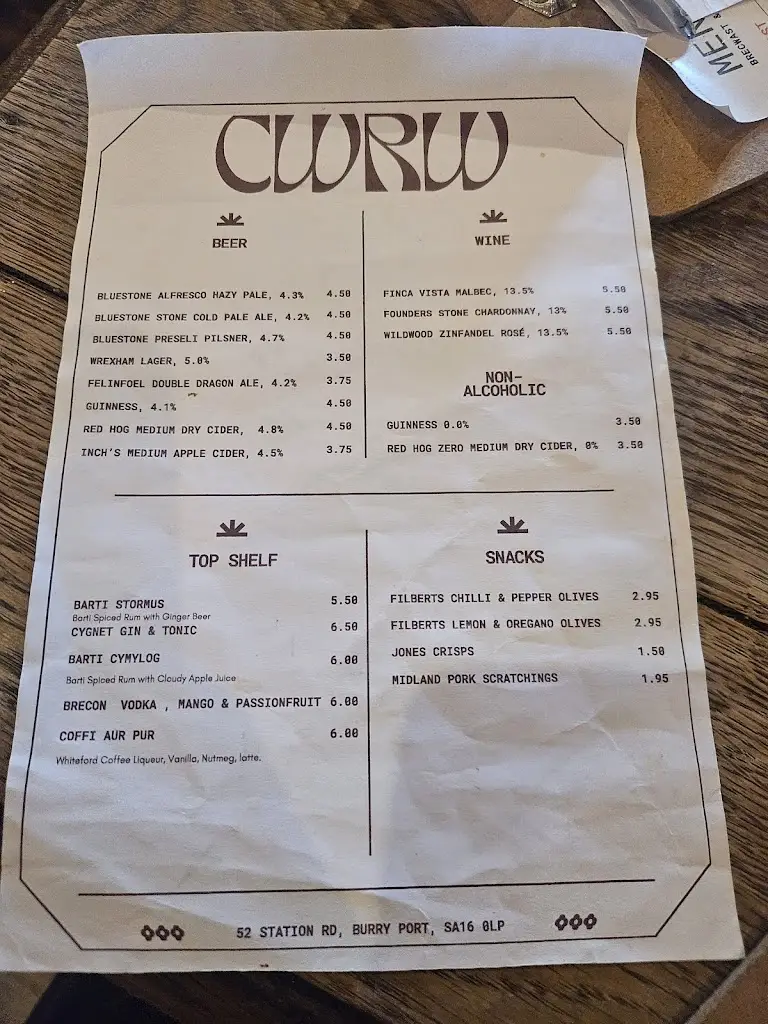 MEN
BRECWAST &
ST
CWRW
BEER
BLUESTONE ALFRESCO HAZY PALE, 4.3% 4.50
BLUESTONE STONE COLD PALE ALE, 4.2% 4.50
BLUESTONE PRESELI PILSNER, 4.7% 4.50
WREXHAM LAGER, 5.0% 3.50
FELINFOEL DOUBLE DRAGON ALE, 4.2% 3.75
GUINNESS, 4.1% 4.50
RED HOG MEDIUM DRY CIDER, 4.8% 4.50
INCH'S MEDIUM APPLE CIDER, 4.5% 3.75
WINE
FINCA VISTA MALBEC, 13.5% 5.50
FOUNDERS STONE CHARDONNAY, 13% 5.50
WILDWOOD ZINFANDEL ROSÉ, 13.5% 5.50
NON-
ALCOHOLIC
GUINNESS 0.0% 3.50
RED HOG ZERO MEDIUM DRY CIDER, 0% 3.50
TOP SHELF
BARTI STORMUS 5.50
Barti Spiced Rum with Ginger Beer
CYGNET GIN & TONIC 6.50
BARTI CYMYLOG 6.00
Barti Spiced Rum with Cloudy Apple Juice
BRECON VODKA , MANGO & PASSIONFRUIT 6.00
COFFI AUR PUR 6.00
Whiteford Coffee Liqueur, Vanilla, Nutmeg, latte.
SNACKS
FILBERTS CHILLI & PEPPER OLIVES 2.95
FILBERTS LEMON & OREGANO OLIVES 2.95
JONES CRISPS 1.50
MIDLAND PORK SCRATCHINGS 1.95
52 STATION RD, BURRY PORT, SA16 0LP